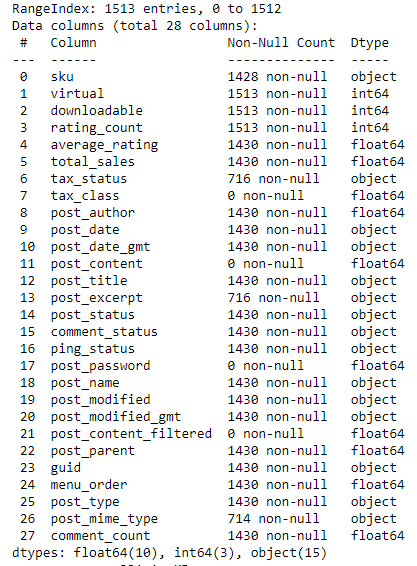 RangeIndex: 1513 entries, 0 to 1512
Data columns (total 28 columns):
 #   Column                 Non-Null Count  Dtype
---  ------                 --------------  -----
 0   sku                    1428 non-null   object
 1   virtual                1513 non-null   int64
 2   downloadable           1513 non-null   int64
 3   rating_count           1513 non-null   int64
 4   average_rating         1430 non-null   float64
 5   total_sales            1430 non-null   float64
 6   tax_status             716 non-null    object
 7   tax_class              0 non-null      float64
 8   post_author            1430 non-null   float64
 9   post_date              1430 non-null   object
 10  post_date_gmt          1430 non-null   object
 11  post_content           0 non-null      float64
 12  post_title             1430 non-null   object
 13  post_excerpt           716 non-null    object
 14  post_status            1430 non-null   object
 15  comment_status         1430 non-null   object
 16  ping_status            1430 non-null   object
 17  post_password          0 non-null      float64
 18  post_name              1430 non-null   object
 19  post_modified          1430 non-null   object
 20  post_modified_gmt      1430 non-null   object
 21  post_content_filtered  0 non-null      float64
 22  post_parent            1430 non-null   float64
 23  guid                   1430 non-null   object
 24  menu_order             1430 non-null   float64
 25  post_type              1430 non-null   object
 26  post_mime_type         714 non-null    object
 27  comment_count          1430 non-null   float64
dtypes: float64(10), int64(3), object(15)